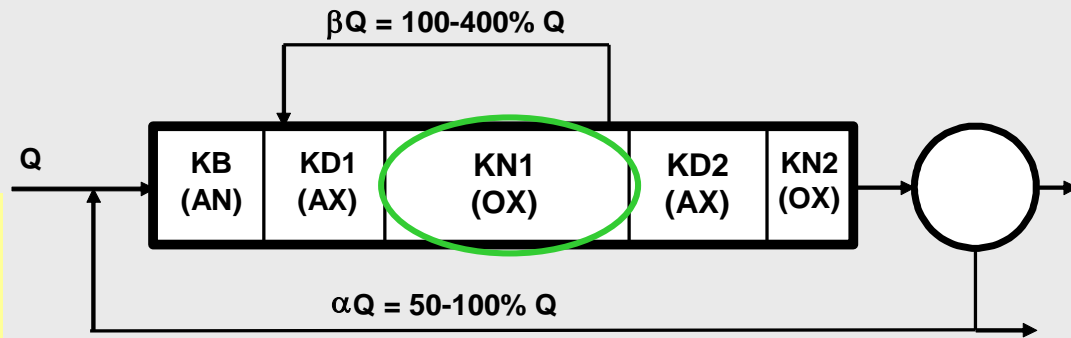 βQ = 100-400% Q
Q
KB
(AN)
KD1
(AX)
KN1
(OX)
KD2
(AX)
KN2
(OX)
αQ = 50-100% Q